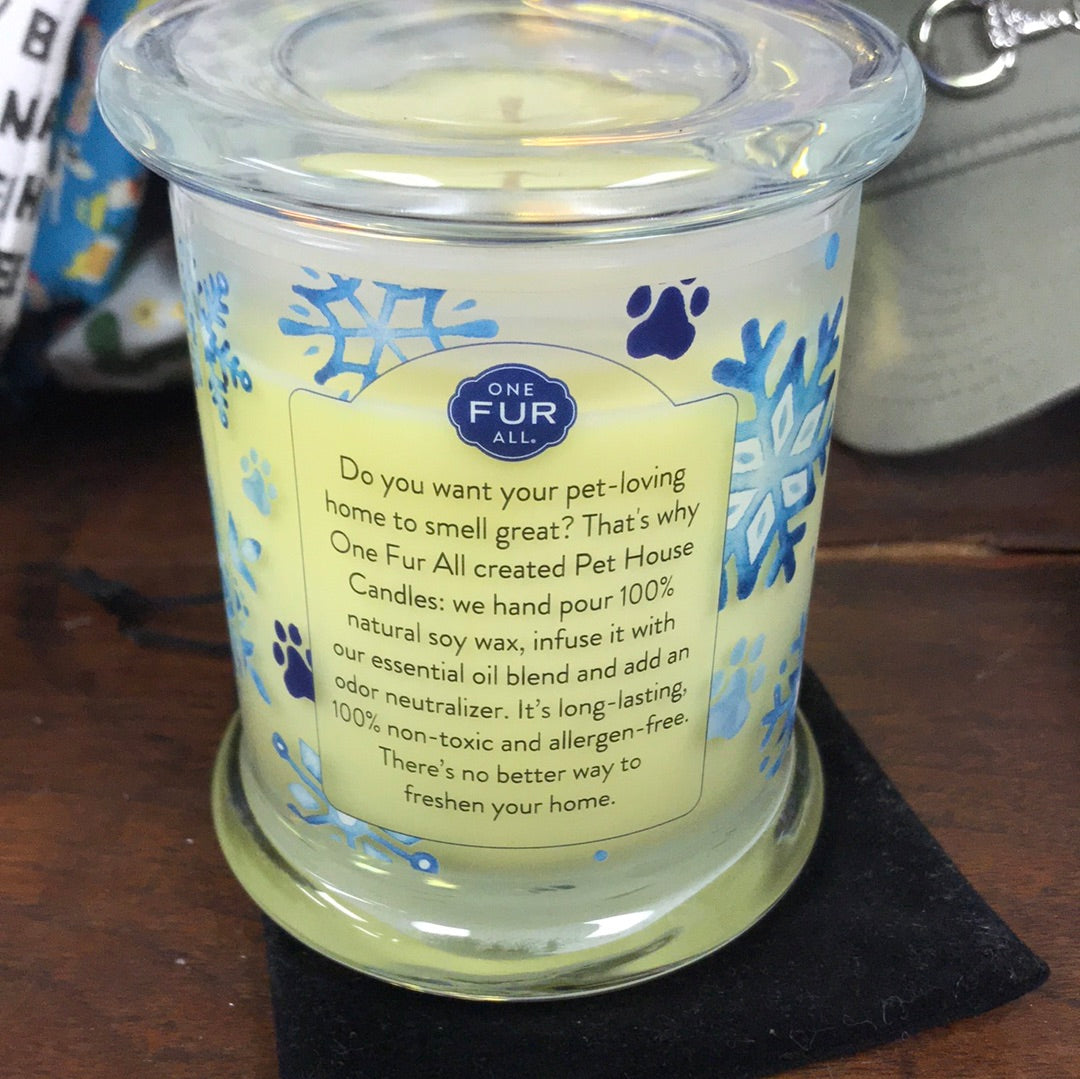 ONE
FUR
ALL®
Do you want your pet-loving
home to smell great? That's why
One Fur All created Pet House
Candles: we hand pour 100%
natural soy wax, infuse it with
our essential oil blend and add an
odor neutralizer. It's long-lasting,
100% non-toxic and allergen-free.
There's no better way to
freshen your home.